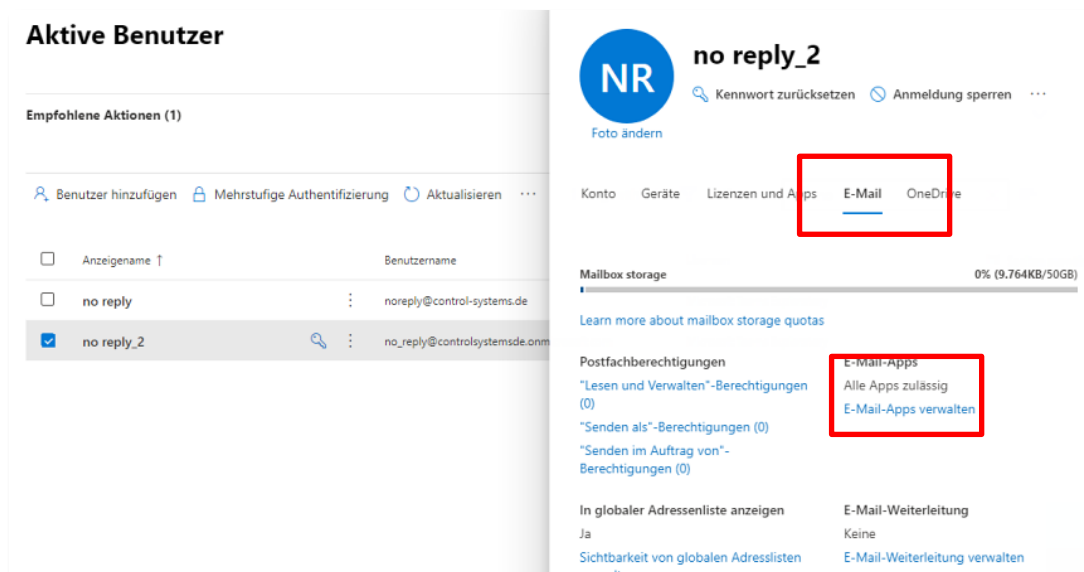 Aktive Benutzer
Empfohlene Aktionen (1)
Benutzer hinzufügen Mehrstufige Authentifizierung Aktualisieren ...
Anzeigename ↑ Benutzername
no reply noreply@control-systems.de
no reply_2 no_reply@controlsystemsde.onm
NR
no reply_2
Kennwort zurücksetzen Anmeldung sperren ...
Foto ändern
Konto Geräte Lizenzen und Apps E-Mail OneDrive
Mailbox storage 0% (9.764KB/50GB)
Learn more about mailbox storage quotas
Postfachberechtigungen
"Lesen und Verwalten"-Berechtigungen
(0)
"Senden als"-Berechtigungen (0)
"Senden im Auftrag von"-
Berechtigungen (0)
E-Mail-Apps
Alle Apps zulässig
E-Mail-Apps verwalten
In globaler Adressenliste anzeigen
Ja
Sichtbarkeit von globalen Adresslisten
E-Mail-Weiterleitung
Keine
E-Mail-Weiterleitung verwalten